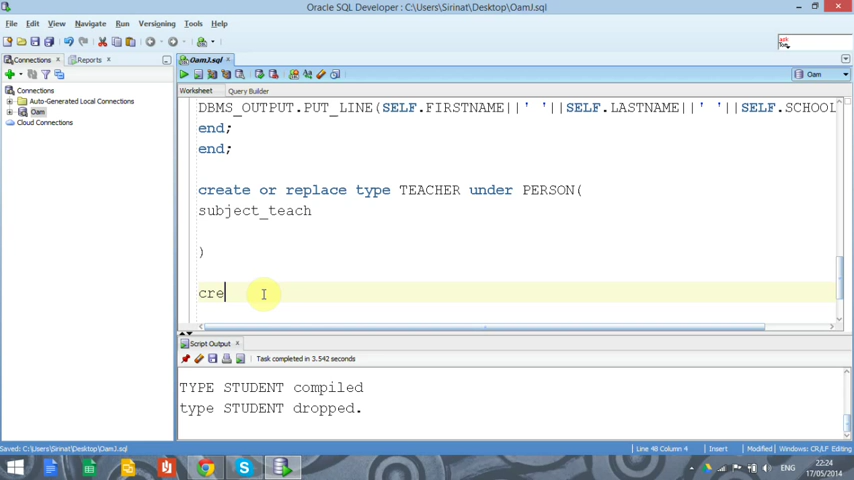 Oracle SQL Developer : C:\Users\Sirinat\Desktop\OamJ.sql
File Edit View Navigate Run Versioning Tools Help
Connections Reports OamJ.sql
Oam
Worksheet Query Builder
Connections
Auto-Generated Local Connections
Oam
Cloud Connections
DBMS_OUTPUT.PUT_LINE(SELF.FIRSTNAME||' '||SELF.LASTNAME||' '||SELF.SCHOOL
end;
end;
create or replace type TEACHER under PERSON(
subject_teach
)
cre
Script Output
Task completed in 3.542 seconds
TYPE STUDENT compiled
type STUDENT dropped.
Saved: C:\Users\Sirinat\Desktop\OamJ.sql
Line 48 Column 4 Insert Modified Windows: CR/LF Editing
ENG
22:24
17/05/2014